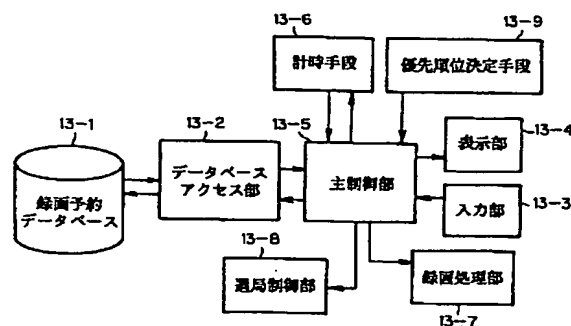 13-6
13-9
計時手段
優先順位決定手段
13-1
13-2
13-5
13-4
録画予約
データベース
データベース
アクセス部
主制御部
表示部
入力部
13-3
13-8
選局制御部
録画処理部
13-7